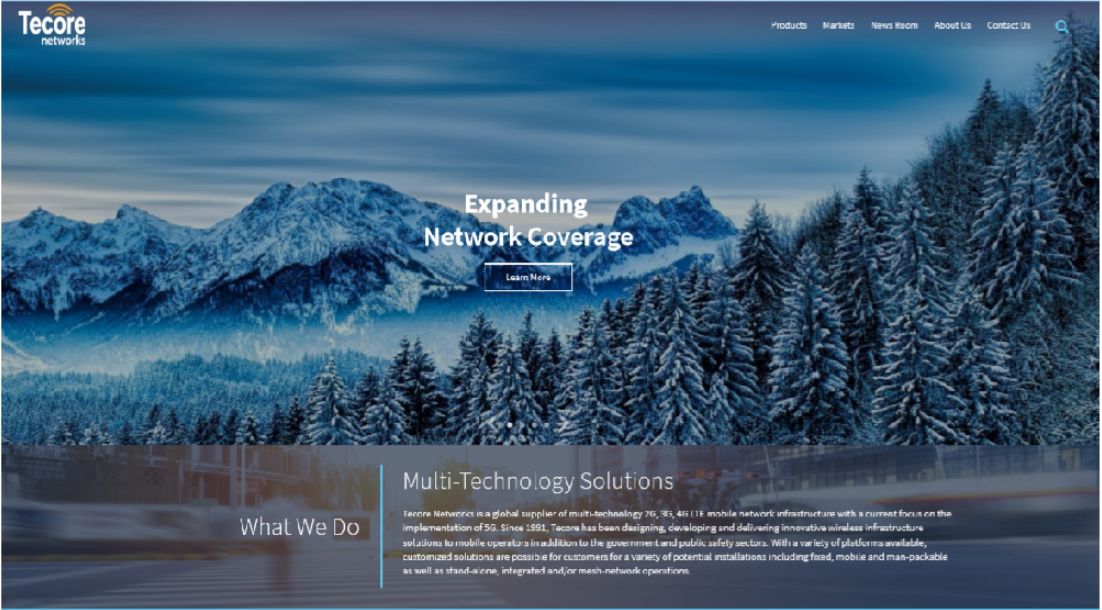 Tecore
networks
Products Markets News Room About Us Contact Us
Expanding
Network Coverage
Learn More
What We Do
Multi-Technology Solutions
Tecore Networks is a global supplier of multi-technology 2G, 3G, 4G LTE mobile network infrastructure with a current focus on the
implementation of 5G. Since 1991, Tecore has been designing, developing and delivering innovative wireless infrastructure
solutions to mobile operators in addition to the government and public safety sectors. With a variety of platforms available,
customized solutions are possible for customers for a variety of potential installations including fixed, mobile and man-packable
as well as stand-alone, integrated and/or mesh-network operations.